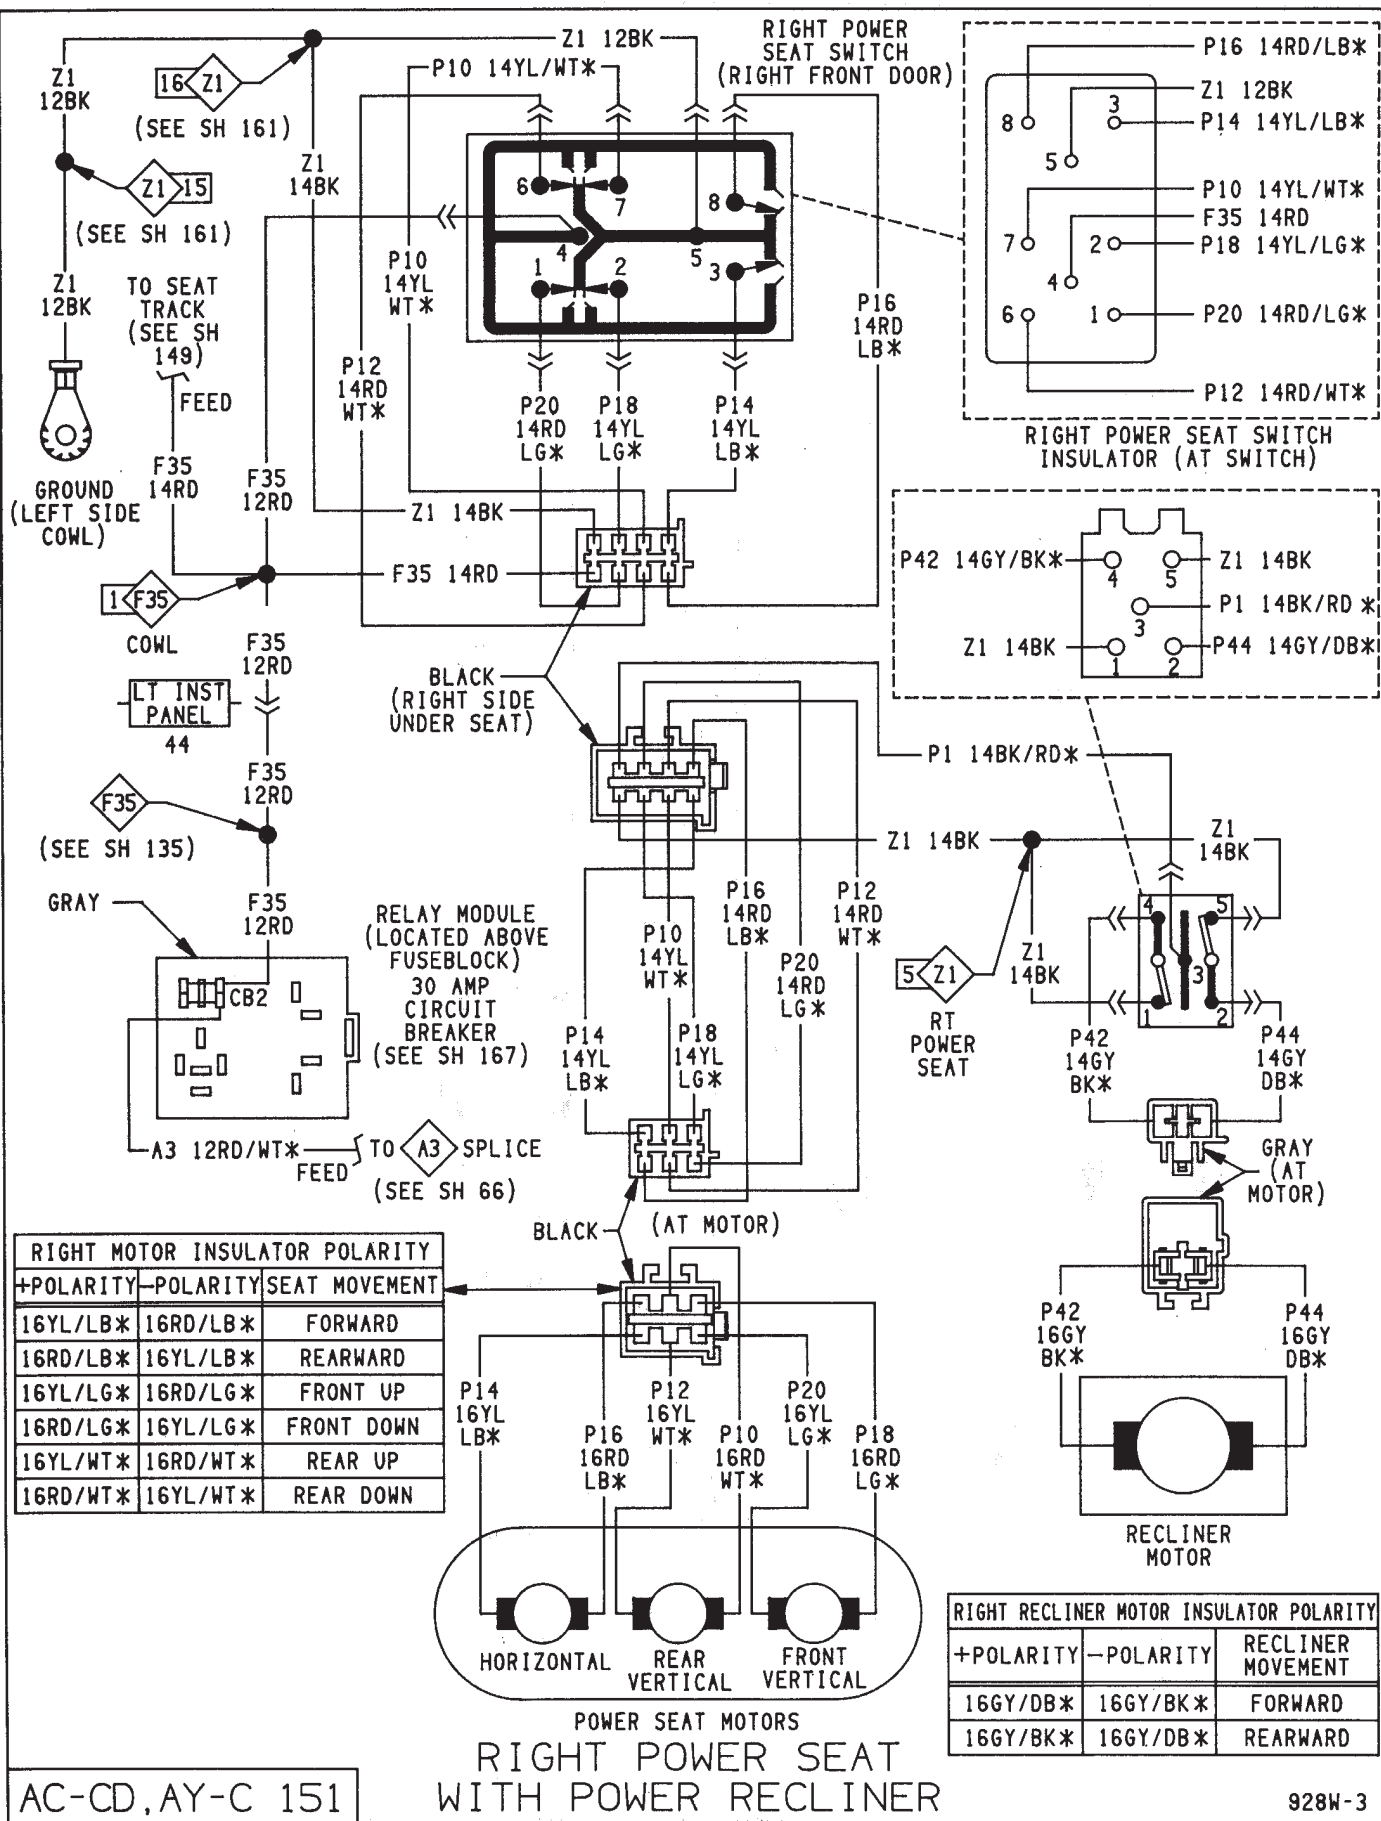 Z1 12BK
RIGHT POWER
SEAT SWITCH
(RIGHT FRONT DOOR)
P10 14YL/WT*
Z1
12BK
16 Z1
(SEE SH 161)
Z1
14BK
Z1 15
(SEE SH 161)
Z1
12BK
TO SEAT
TRACK
(SEE SH
149)
FEED
GROUND
(LEFT SIDE
COWL)
F35
14RD
F35
12RD
P10
14YL
WT*
P12
14RD
WT*
6
7
8
4
5
1
2
3
P16
14RD
LB*
P20
14RD
LG*
P18
14YL
LG*
P14
14YL
LB*
P16 14RD/LB*
Z1 12BK
3
P14 14YL/LB*
8
5
P10 14YL/WT*
F35 14RD
P18 14YL/LG*
7
2
4
6
1
P20 14RD/LG*
P12 14RD/WT*
RIGHT POWER SEAT SWITCH
INSULATOR (AT SWITCH)
Z1 14BK
F35 14RD
1 F35
COWL
F35
12RD
LT INST
PANEL
44
F35
12RD
F35
(SEE SH 135)
F35
12RD
GRAY
CB2
BLACK
(RIGHT SIDE
UNDER SEAT)
P42 14GY/BK*
4
5
Z1 14BK
3
P1 14BK/RD *
Z1 14BK
1
2
P44 14GY/DB*
P1 14BK/RD*
Z1 14BK
Z1
14BK
RELAY MODULE
(LOCATED ABOVE
FUSEBLOCK)
30 AMP
CIRCUIT
BREAKER
(SEE SH 167)
P10
14YL
WT*
P16
14RD
LB*
P12
14RD
WT*
P20
14RD
LG*
P14
14YL
LB*
P18
14YL
LG*
5 Z1
RT
POWER
SEAT
Z1
14BK
4
5
3
1
2
P42
14GY
BK*
P44
14GY
DB*
A3 12RD/WT*
FEED
TO A3 SPLICE
(SEE SH 66)
BLACK
(AT MOTOR)
GRAY
(AT
MOTOR)
RIGHT MOTOR INSULATOR POLARITY
+POLARITY -POLARITY SEAT MOVEMENT
16YL/LB* 16RD/LB* FORWARD
16RD/LB* 16YL/LB* REARWARD
16YL/LG* 16RD/LG* FRONT UP
16RD/LG* 16YL/LG* FRONT DOWN
16YL/WT* 16RD/WT* REAR UP
16RD/WT* 16YL/WT* REAR DOWN
P14
16YL
LB*
P16
16RD
LB*
P12
16YL
WT*
P10
16RD
WT*
P20
16YL
LG*
P18
16RD
LG*
P42
16GY
BK*
P44
16GY
DB*
RECLINER
MOTOR
HORIZONTAL
REAR
VERTICAL
FRONT
VERTICAL
POWER SEAT MOTORS
RIGHT RECLINER MOTOR INSULATOR POLARITY
+POLARITY -POLARITY RECLINER
MOVEMENT
16GY/DB* 16GY/BK* FORWARD
16GY/BK* 16GY/DB* REARWARD
RIGHT POWER SEAT
WITH POWER RECLINER
AC-CD,AY-C 151
928W-3